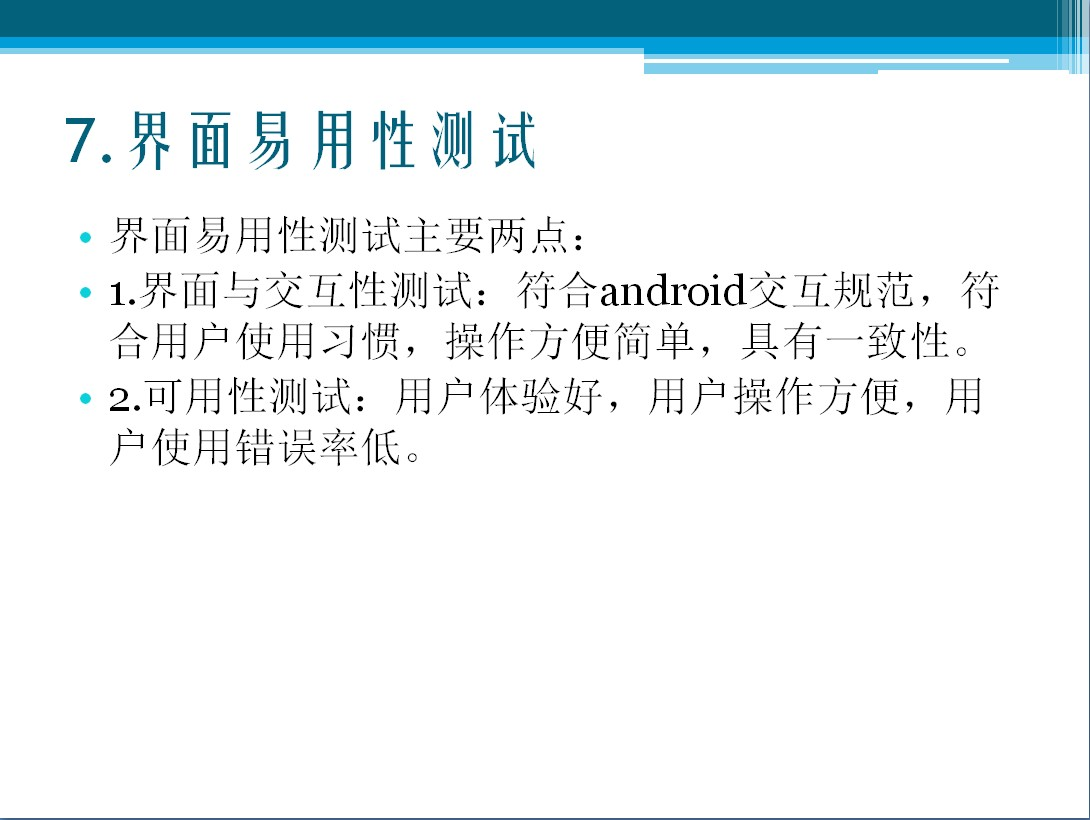 7.界面易用性测试
• 界面易用性测试主要两点：
• 1.界面与交互性测试：符合android交互规范，符
合用户使用习惯，操作方便简单，具有一致性。
• 2.可用性测试：用户体验好，用户操作方便，用
户使用错误率低。